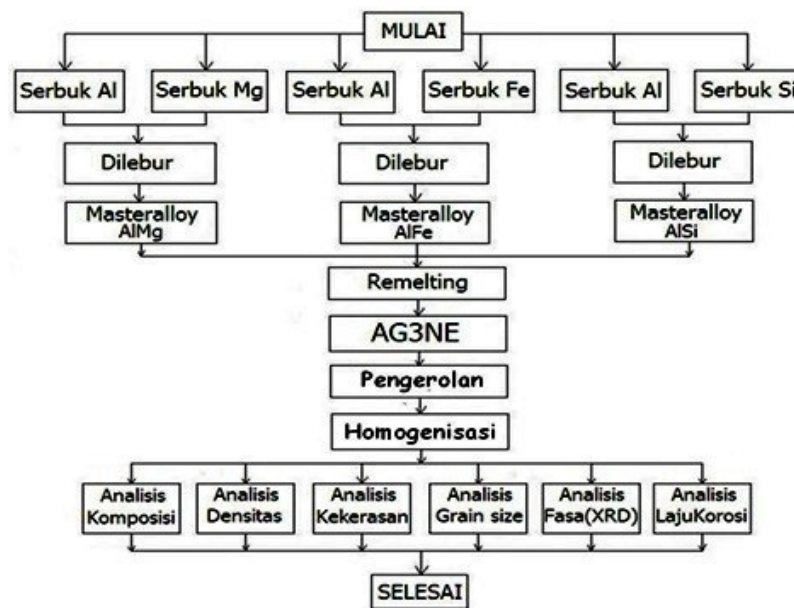 MULAI
Serbuk Al
Serbuk Mg
Serbuk Al
Serbuk Fe
Serbuk Al
Serbuk Si
Dilebur
Dilebur
Dilebur
Masteralloy
AlMg
Masteralloy
AlFe
Masteralloy
AlSi
Remelting
AG3NE
Pengerolan
Homogenisasi
Analisis
Komposisi
Analisis
Densitas
Analisis
Kekerasan
Analisis
Grain size
Analisis
Fasa(XRD)
Analisis
LajuKorosi
SELESAI